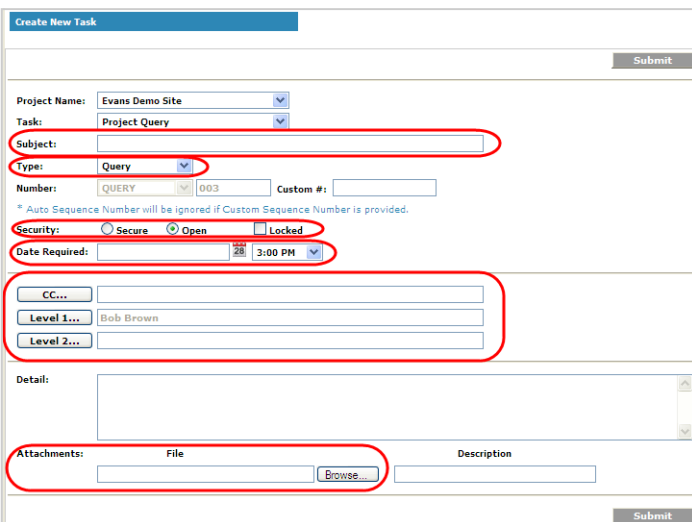 Create New Task
Submit
Project Name: Evans Demo Site
Task: Project Query
Subject:
Type: Query
Number: QUERY 003 Custom #:
* Auto Sequence Number will be ignored if Custom Sequence Number is provided.
Security: Secure Open Locked
Date Required: 28 3:00 PM
CC...
Level 1... Bob Brown
Level 2...
Detail:
Attachments: File Description
Browse...
Submit